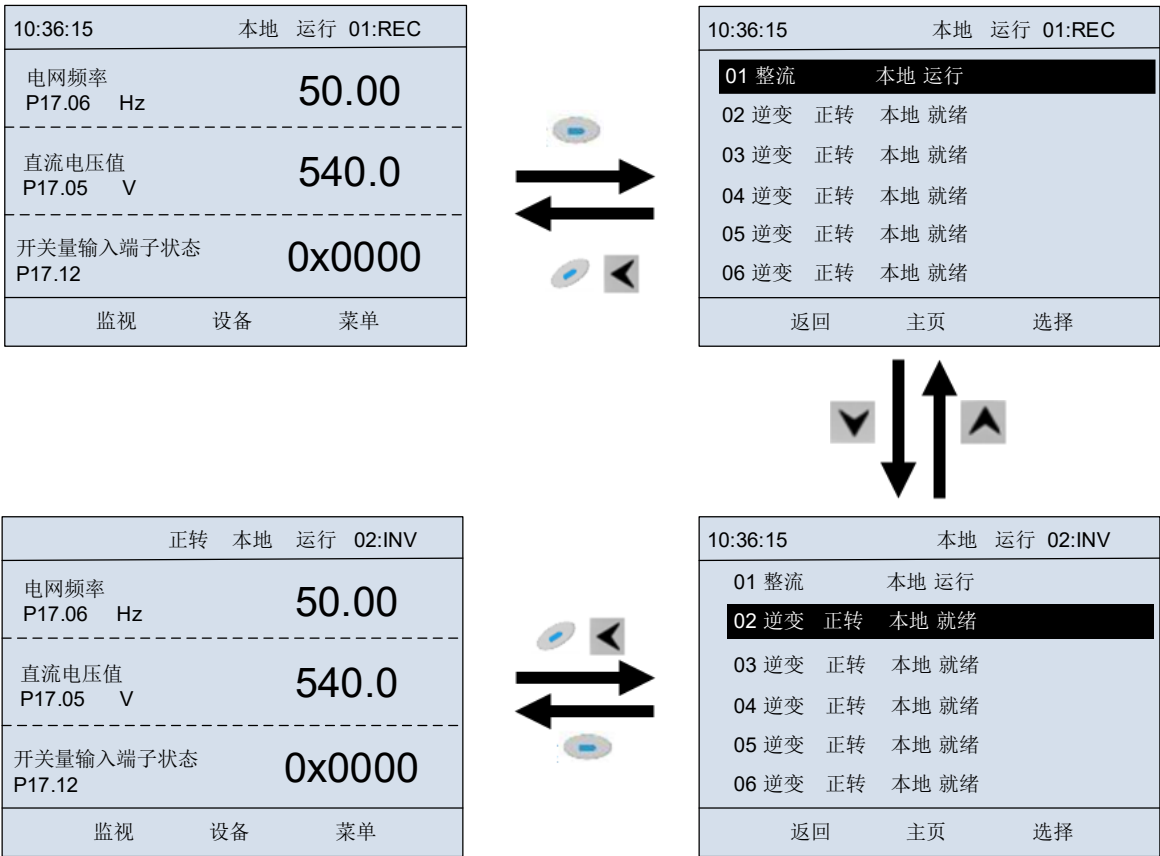 10:36:15 本地 运行 01:REC
电网频率
P17.06 Hz
50.00
直流电压值
P17.05 V
540.0
开关量输入端子状态
P17.12
0x0000
监视 设备 菜单
10:36:15 本地 运行 01:REC
01 整流 本地 运行
02 逆变 正转 本地 就绪
03 逆变 正转 本地 就绪
04 逆变 正转 本地 就绪
05 逆变 正转 本地 就绪
06 逆变 正转 本地 就绪
返回 主页 选择
正转 本地 运行 02:INV
电网频率
P17.06 Hz
50.00
直流电压值
P17.05 V
540.0
开关量输入端子状态
P17.12
0x0000
监视 设备 菜单
10:36:15 本地 运行 02:INV
01 整流 本地 运行
02 逆变 正转 本地 就绪
03 逆变 正转 本地 就绪
04 逆变 正转 本地 就绪
05 逆变 正转 本地 就绪
06 逆变 正转 本地 就绪
返回 主页 选择